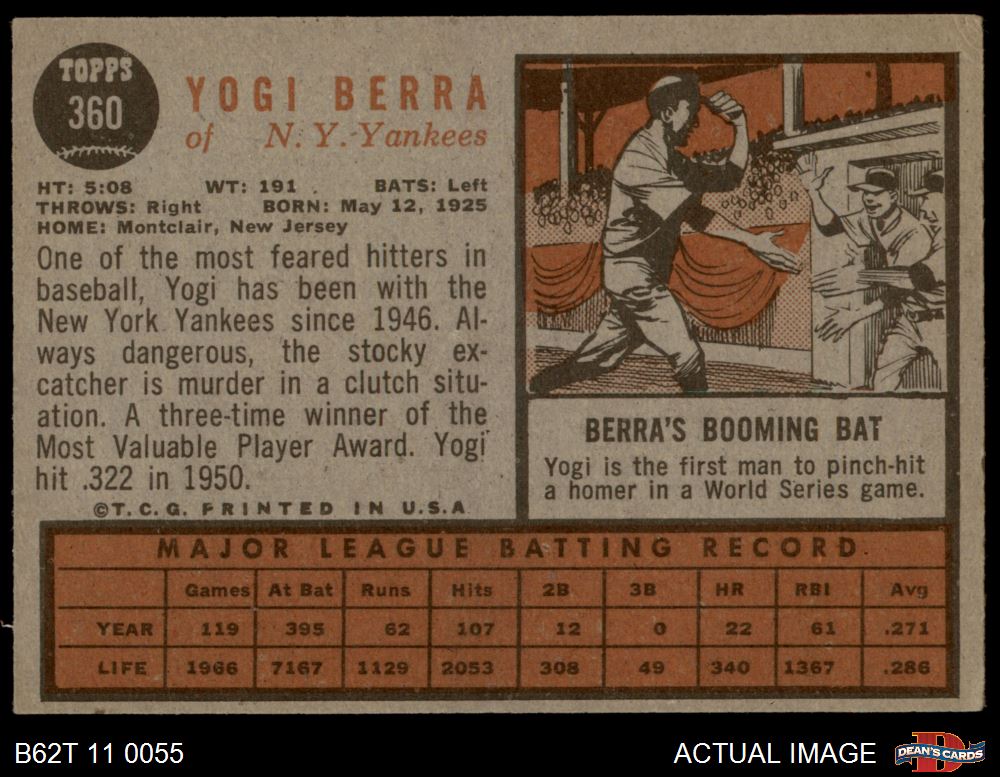 TOPPS
360
YOGI BERRA
of N. Y. Yankees
HT: 5:08 WT: 191 BATS: Left
THROWS: Right BORN: May 12, 1925
HOME: Montclair, New Jersey
One of the most feared hitters in
baseball, Yogi has been with the
New York Yankees since 1946. Al-
ways dangerous, the stocky ex-
catcher is murder in a clutch situ-
ation. A three-time winner of the
Most Valuable Player Award. Yogi
hit .322 in 1950.
©T. C. G. PRINTED IN U.S.A
BERRA'S BOOMING BAT
Yogi is the first man to pinch-hit
a homer in a World Series game.
MAJOR LEAGUE BATTING RECORD
Games At Bat Runs Hits 2B 3B HR RBI Avg
YEAR 119 395 62 107 12 0 22 61 .271
LIFE 1966 7167 1129 2053 308 49 340 1367 .286
B62T 11 0055 ACTUAL IMAGE DEAN'S CARDS